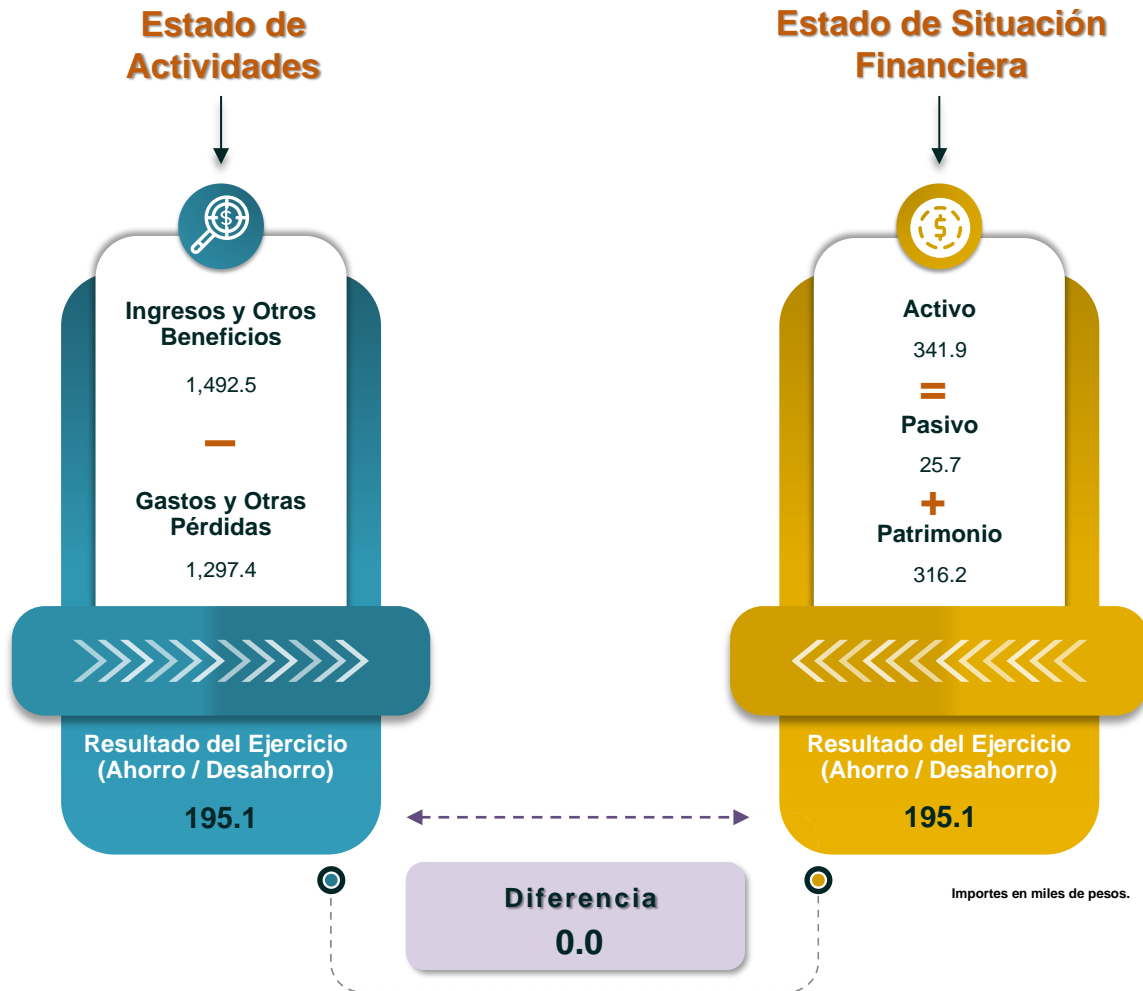 Estado de
Actividades
Ingresos y Otros
Beneficios
1,492.5
–
Gastos y Otras
Pérdidas
1,297.4
Resultado del Ejercicio
(Ahorro / Desahorro)
195.1
Estado de Situación
Financiera
$
Activo
341.9
=
Pasivo
25.7
+
Patrimonio
316.2
Resultado del Ejercicio
(Ahorro / Desahorro)
195.1
Diferencia
0.0
Importes en miles de pesos.